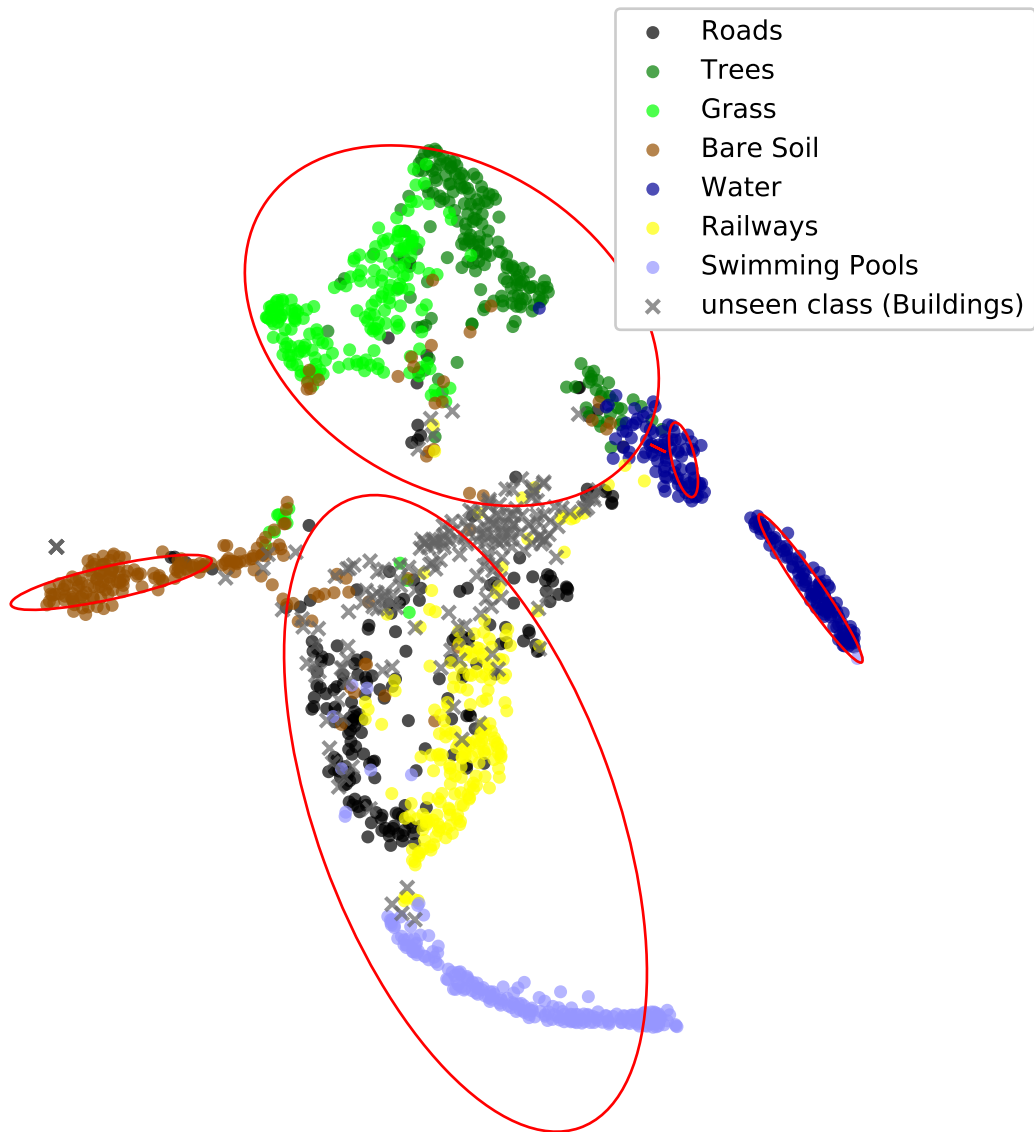 Roads
Trees
Grass
Bare Soil
Water
Railways
Swimming Pools
unseen class (Buildings)